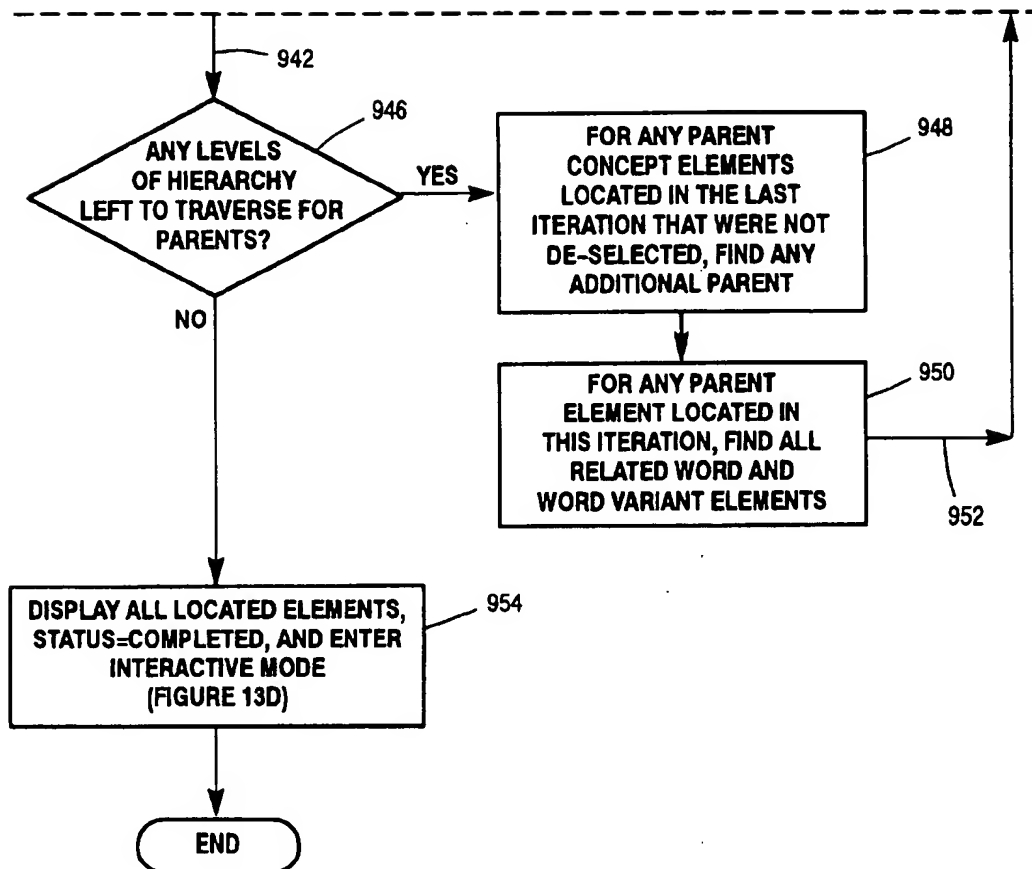 942
946
ANY LEVELS
OF HIERARCHY
LEFT TO TRAVERSE FOR
PARENTS?
YES
NO
948
FOR ANY PARENT
CONCEPT ELEMENTS
LOCATED IN THE LAST
ITERATION THAT WERE NOT
DE-SELECTED, FIND ANY
ADDITIONAL PARENT
950
FOR ANY PARENT
ELEMENT LOCATED IN
THIS ITERATION, FIND ALL
RELATED WORD AND
WORD VARIANT ELEMENTS
952
954
DISPLAY ALL LOCATED ELEMENTS,
STATUS=COMPLETED, AND ENTER
INTERACTIVE MODE
(FIGURE 13D)
END